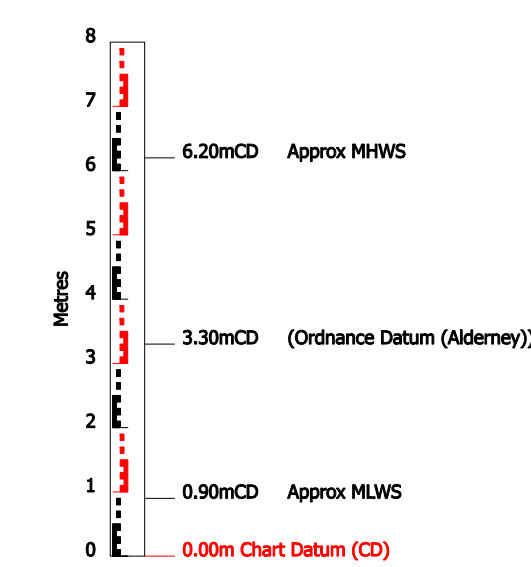 8
7
6.20mCD Approx MHWS
6
5
4
Metres
3.30mCD (Ordnance Datum (Alderney))
3
2
1
0.90mCD Approx MLWS
0
0.00m Chart Datum (CD)